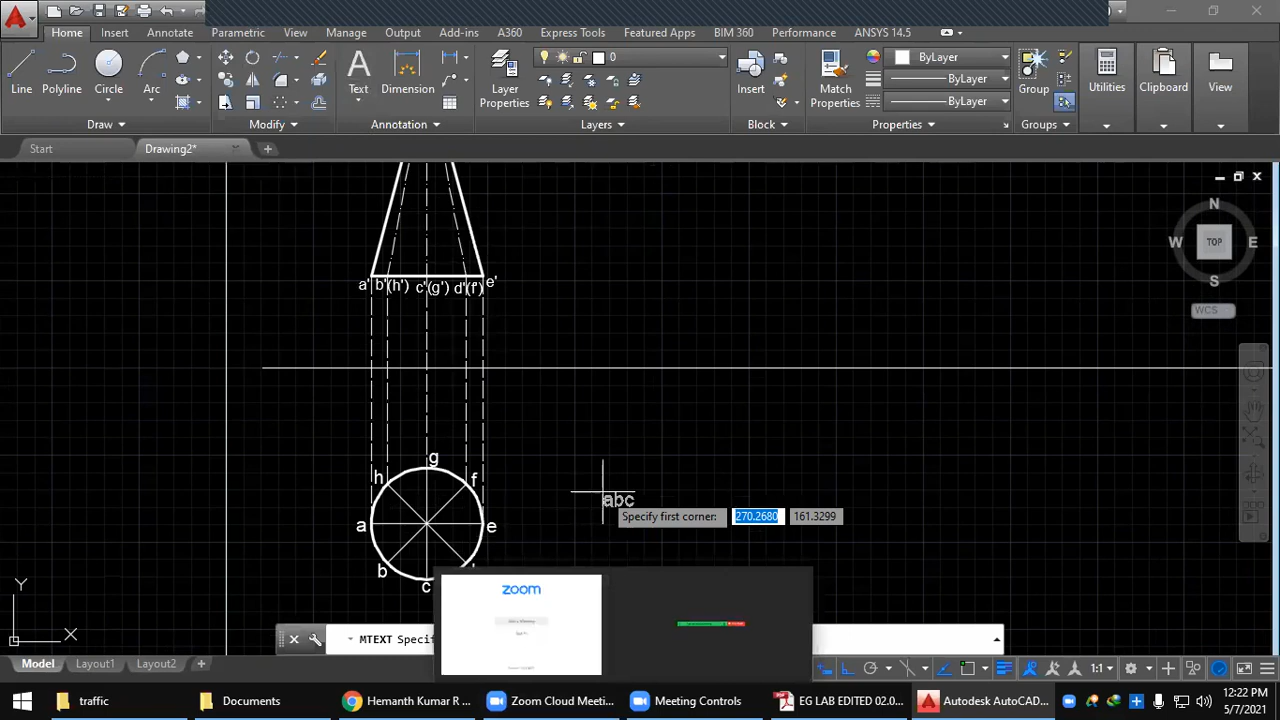 Home Insert Annotate Parametric View Manage Output Add-ins A360 Express Tools Featured Apps BIM 360 Performance ANSYS 14.5
0 ByLayer
ByLayer
ByLayer
Line Polyline Circle Arc Text Dimension Layer Properties Insert Match Properties Group Utilities Clipboard View
Draw Modify Annotation Layers Block Properties Groups
Start Drawing2*
N
W TOP E
S
WCS
a' b'(h') c'(g') d'(f') e'
g
h f
a e
b
c
abc
Specify first corner: 270.2680 161.3299
zoom
Y
X
MTEXT Specif
Model Layout1 Layout2 1:1
traffic Documents Hemanth Kumar R ... Zoom Cloud Meeti... Meeting Controls EG LAB EDITED 02.0... Autodesk AutoCAD...
12:22 PM
5/7/2021